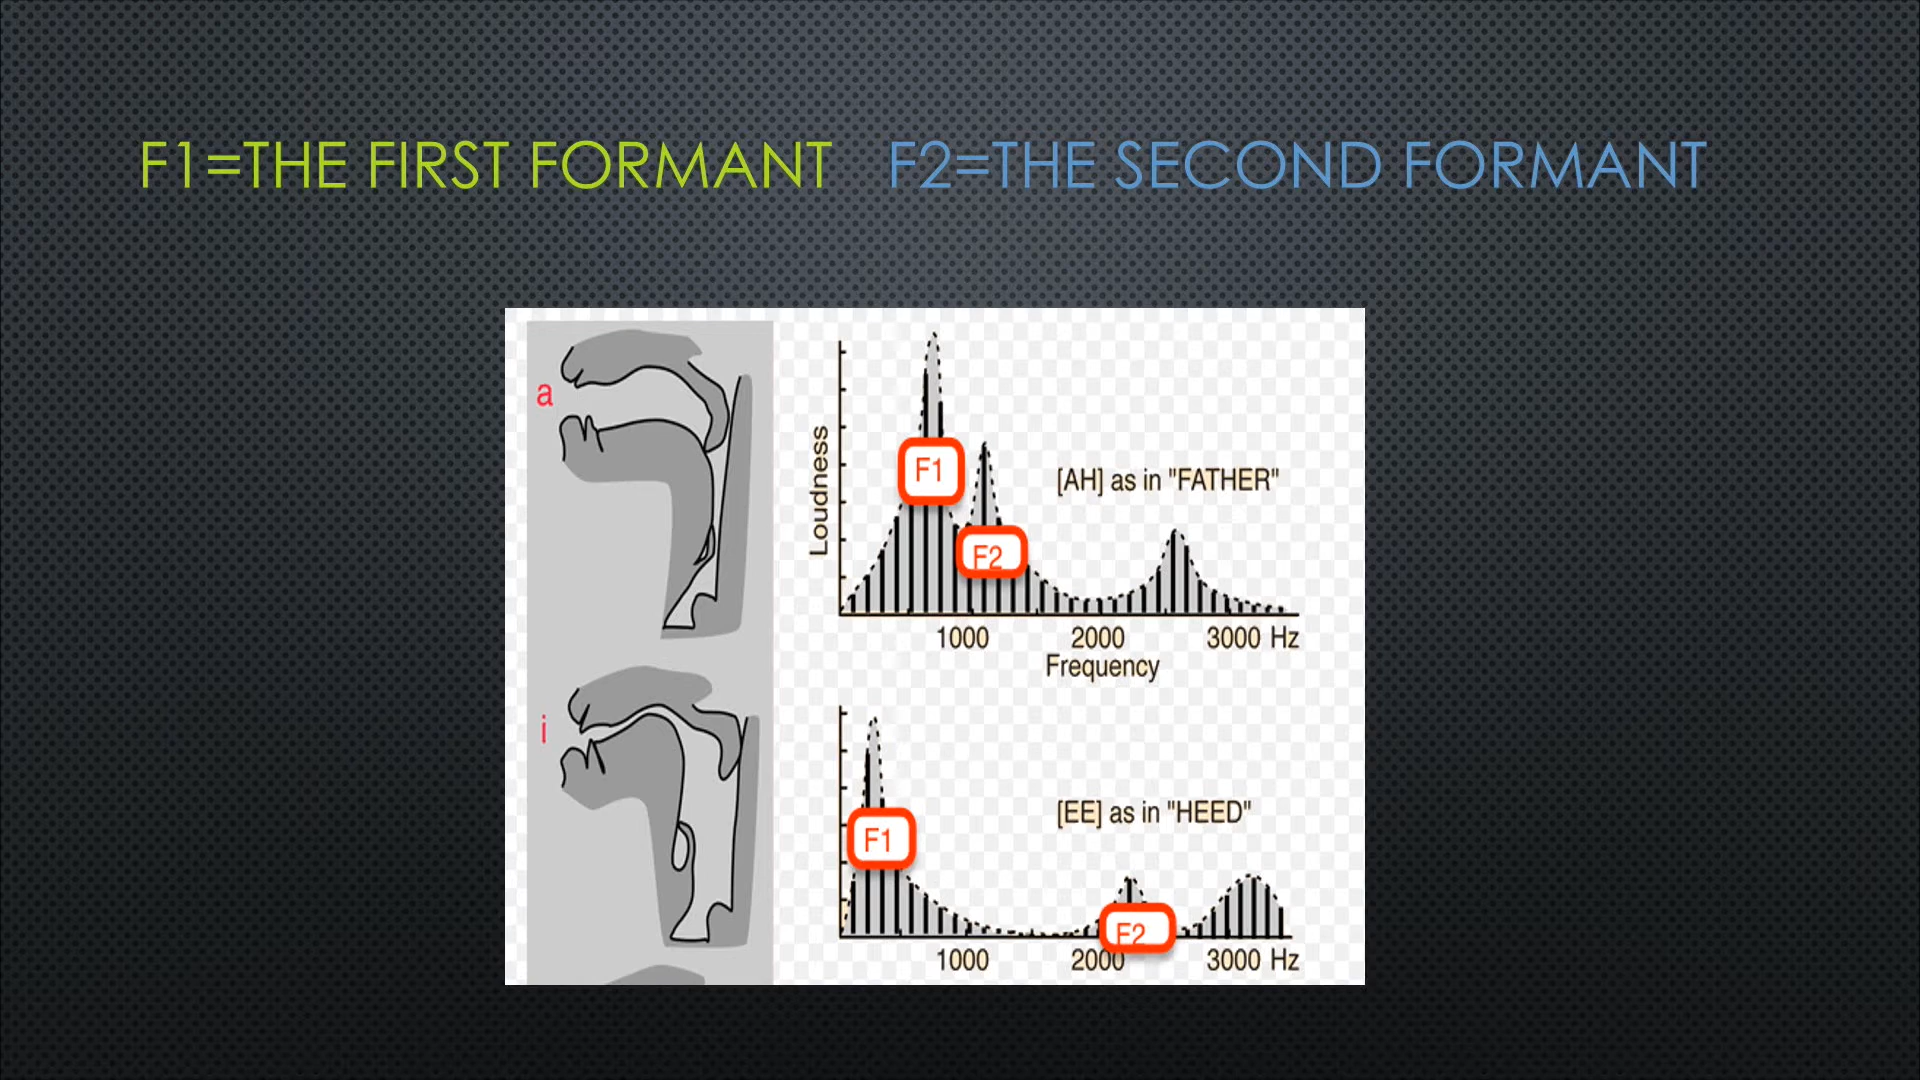 F1=THE FIRST FORMANT F2=THE SECOND FORMANT
a
Loudness
F1
F2
[AH] as in "FATHER"
1000 2000 3000 Hz
Frequency
i
F1
F2
[EE] as in "HEED"
1000 2000 3000 Hz